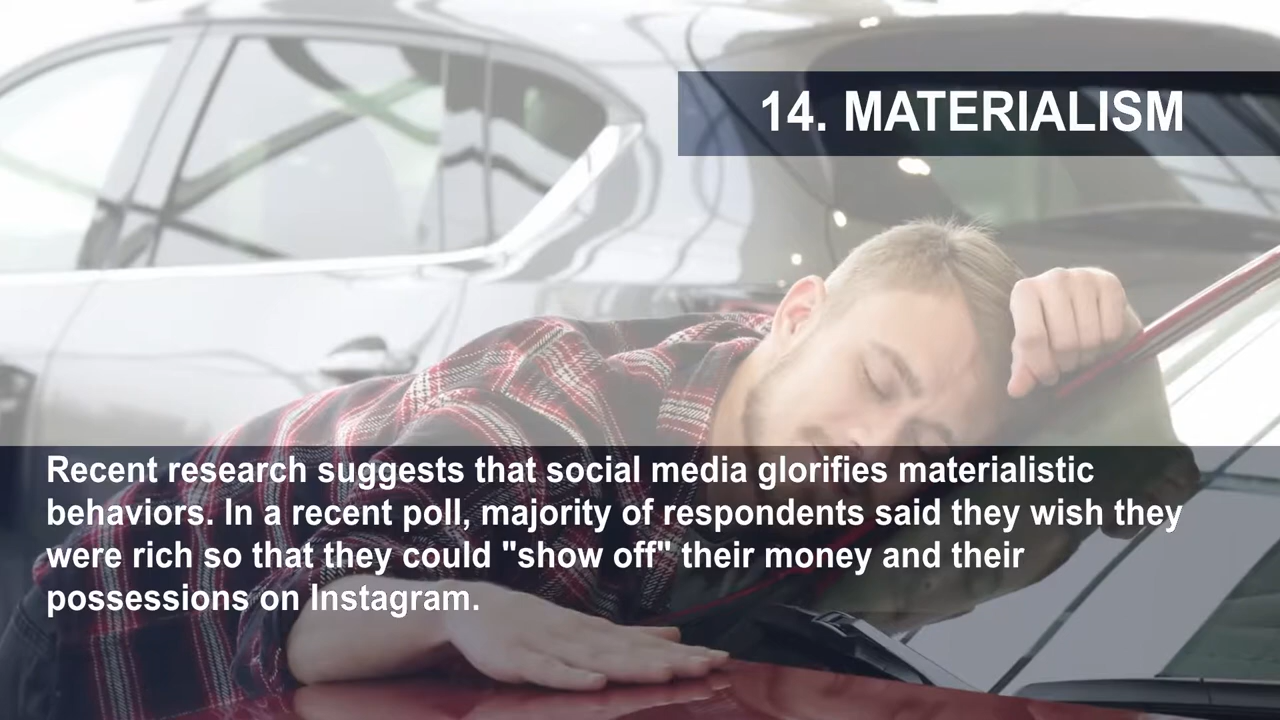 14. MATERIALISM
Recent research suggests that social media glorifies materialistic
behaviors. In a recent poll, majority of respondents said they wish they
were rich so that they could "show off" their money and their
possessions on Instagram.